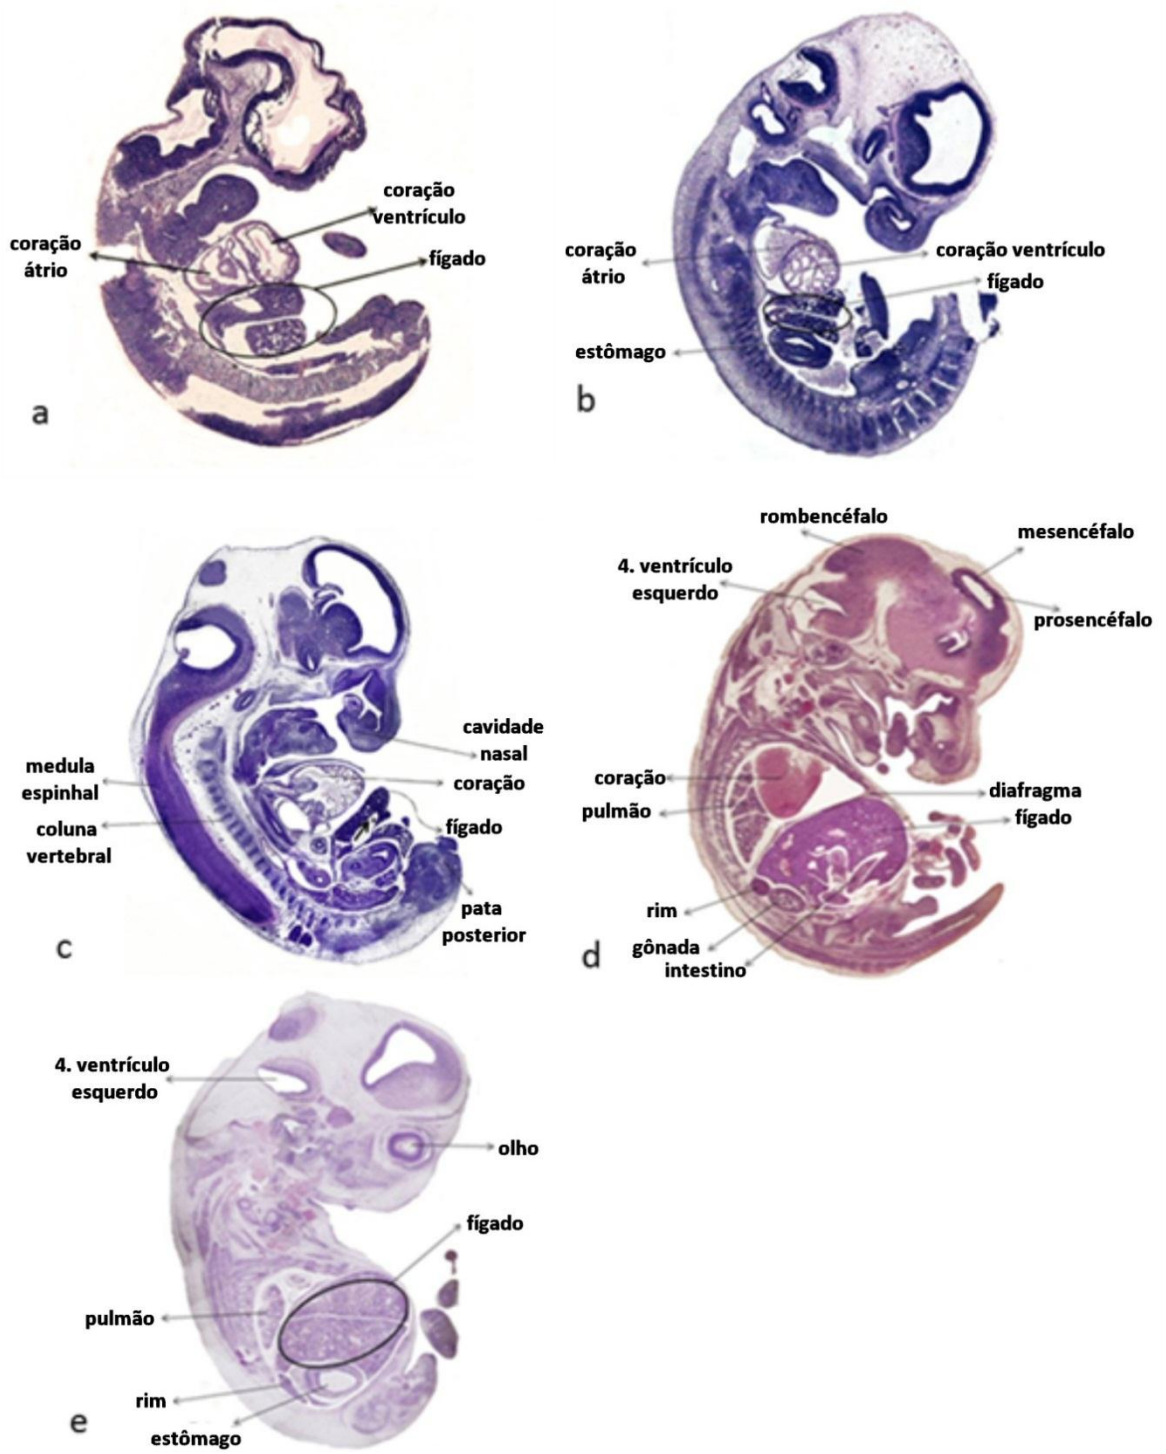 coração
ventrículo
coração
átrio
fígado
a
coração
átrio
coração ventrículo
fígado
estômago
b
cavidade
nasal
medula
espinhal
coração
coluna
vertebral
fígado
pata
posterior
c
rombencéfalo
mesencéfalo
4. ventrículo
esquerdo
prosencéfalo
coração
pulmão
diafragma
fígado
rim
gônada
intestino
d
4. ventrículo
esquerdo
olho
fígado
pulmão
rim
estômago
e